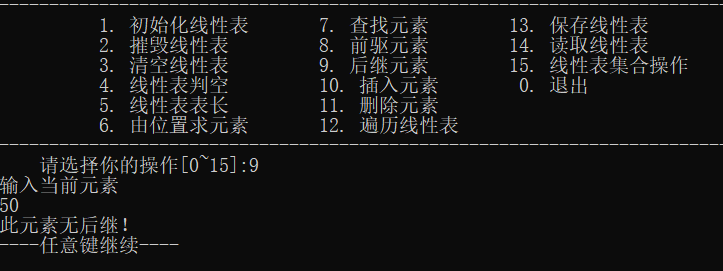 ----------------------------------------------------------------------
1. 初始化线性表 7. 查找元素 13. 保存线性表
2. 摧毁线性表 8. 前驱元素 14. 读取线性表
3. 清空线性表 9. 后继元素 15. 线性表集合操作
4. 线性表判空 10. 插入元素 0. 退出
5. 线性表表长 11. 删除元素
6. 由位置求元素 12. 遍历线性表
----------------------------------------------------------------------
请选择你的操作[0~15]:9
输入当前元素
50
此元素无后继!
----任意键继续----